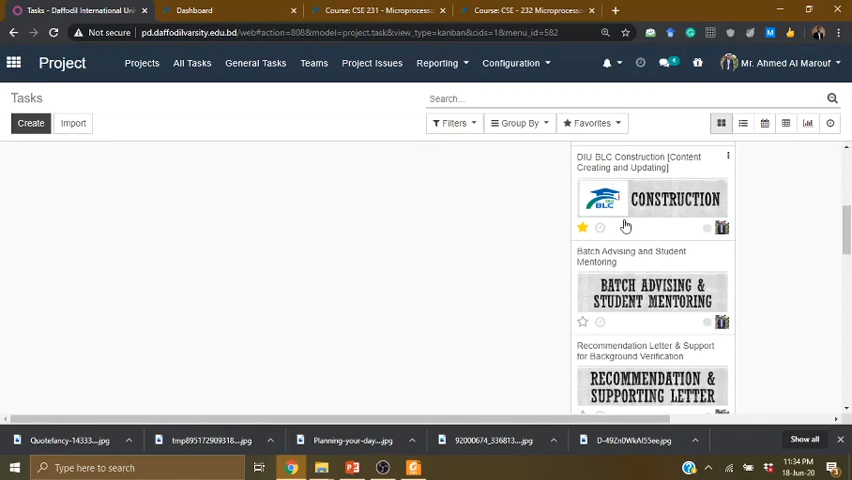 Tasks - Daffodil International Uni
Dashboard
Course: CSE 231 - Microprocess
Course: CSE - 232 Microproces
Not secure
pd.daffodilvarsity.edu.bd/web#action=808&model=project.task&view_type=kanban&cids=1&menu_id=582
Project
Projects
All Tasks
General Tasks
Teams
Project Issues
Reporting
Configuration
4
Mr. Ahmed Al Marouf
Tasks
Search...
Create
Import
Filters
Group By
Favorites
DIU BLC Construction [Content
Creating and Updating]
BLC
CONSTRUCTION
Batch Advising and Student
Mentoring
BATCH ADVISING &
STUDENT MENTORING
Recommendation Letter & Support
for Background Verification
RECOMMENDATION &
SUPPORTING LETTER
Quotefancy-14333....jpg
tmp895172909318....jpg
Planning-your-day....jpg
92000674_336813....jpg
D-49Zn0WkAI55ee.jpg
Show all
Type here to search
11:34 PM
18-Jun-20
3